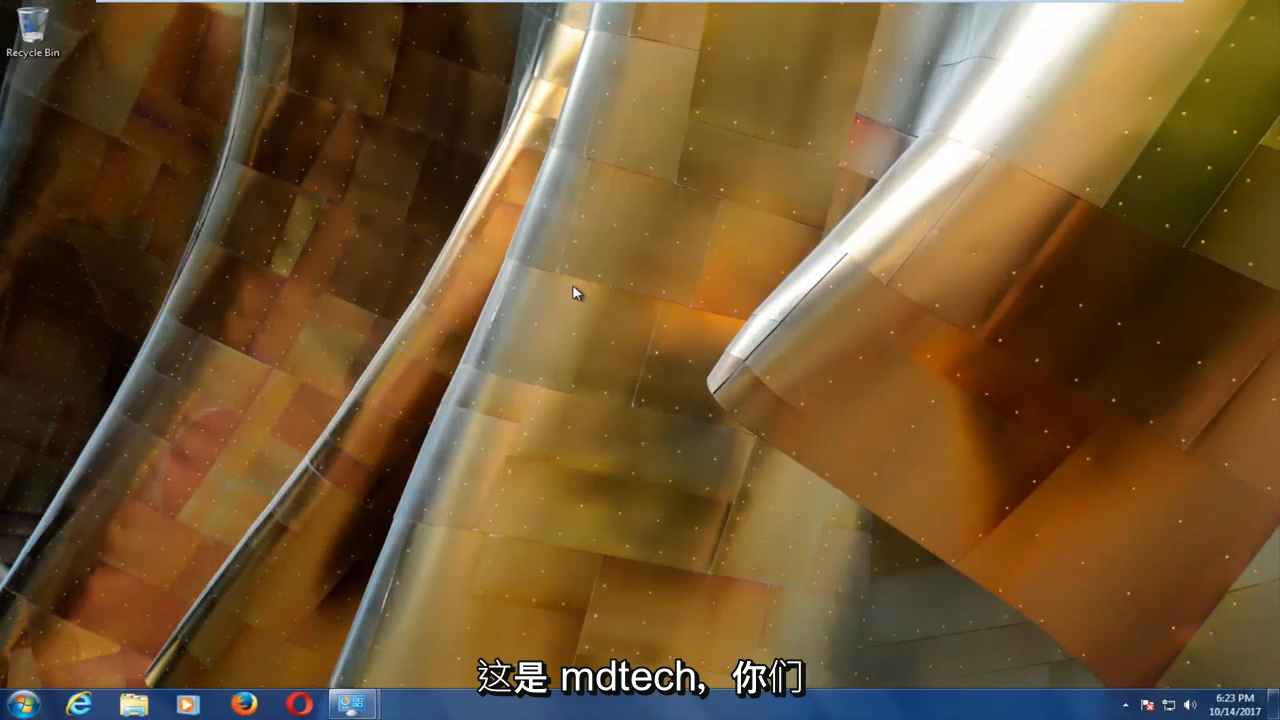 Recycle Bin
这是 mdtech, 你们
6:23 PM
10/14/2017